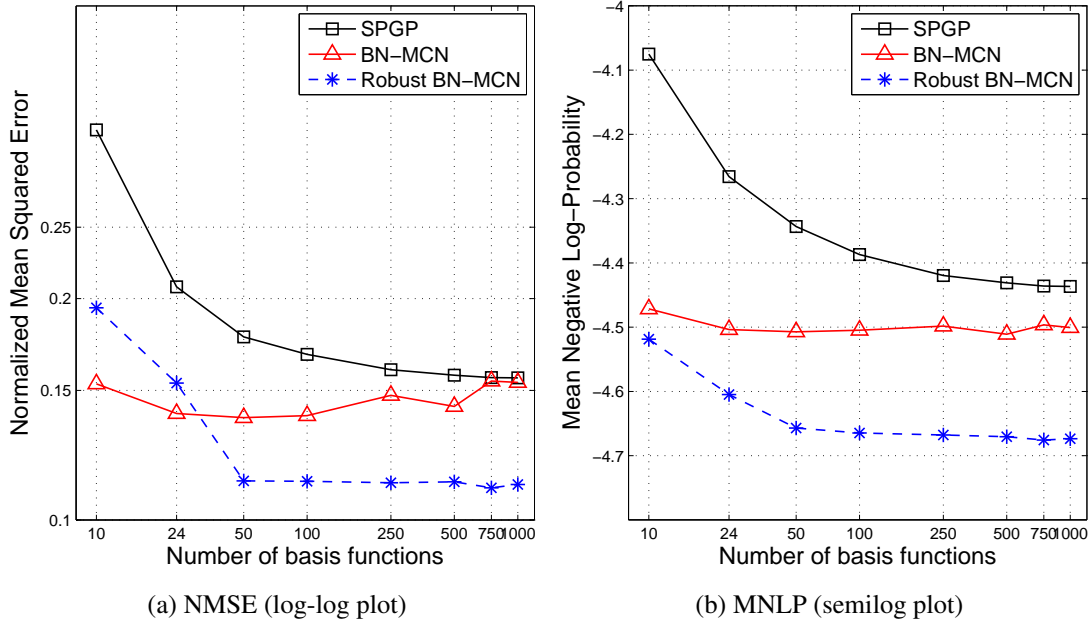 SPGP
BN−MCN
Robust BN−MCN
Normalized Mean Squared Error
0.25
0.2
0.15
0.1
10 24 50 100 250 500 750 1000
Number of basis functions
(a) NMSE (log-log plot)
−4
SPGP
BN−MCN
Robust BN−MCN
Mean Negative Log−Probability
−4.1
−4.2
−4.3
−4.4
−4.5
−4.6
−4.7
10 24 50 100 250 500 750 1000
Number of basis functions
(b) MNLP (semilog plot)